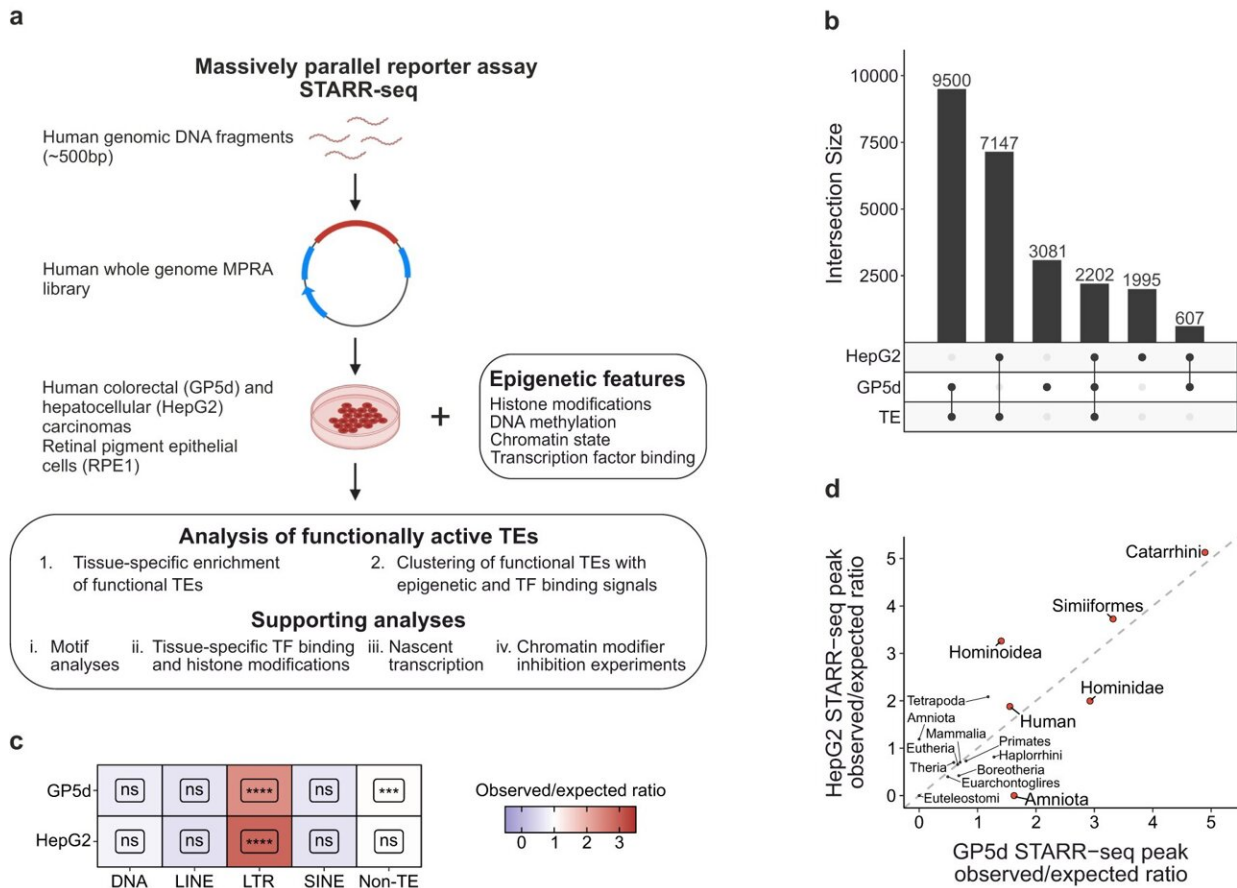 a
Massively parallel reporter assay
STARR-seq
Human genomic DNA fragments
(~500bp)
Human whole genome MPRA
library
Human colorectal (GP5d) and
hepatocellular (HepG2)
carcinomas
Retinal pigment epithelial
cells (RPE1)
+
Epigenetic features
Histone modifications
DNA methylation
Chromatin state
Transcription factor binding
Analysis of functionally active TEs
1. Tissue-specific enrichment
of functional TEs
2. Clustering of functional TEs with
epigenetic and TF binding signals
Supporting analyses
i. Motif
analyses
ii. Tissue-specific TF binding
and histone modifications
iii. Nascent
transcription
iv. Chromatin modifier
inhibition experiments
b
Intersection Size
10000
7500
5000
2500
9500
7147
3081
2202
1995
607
HepG2
GP5d
TE
c
GP5d
ns
ns
****
ns
***
HepG2
ns
ns
****
ns
ns
DNA
LINE
LTR
SINE
Non-TE
Observed/expected ratio
0 1 2 3
d
HepG2 STARR-seq peak
observed/expected ratio
5
4
3
2
1
0
Catarrhini
Simiiformes
Hominoidea
Hominidae
Tetrapoda
Human
Amniota
Mammalia
Primates
Eutheria
Haplorrhini
Theria
Boreotheria
Euarchontoglires
Euteleostomi
Amniota
0 1 2 3 4 5
GP5d STARR-seq peak
observed/expected ratio